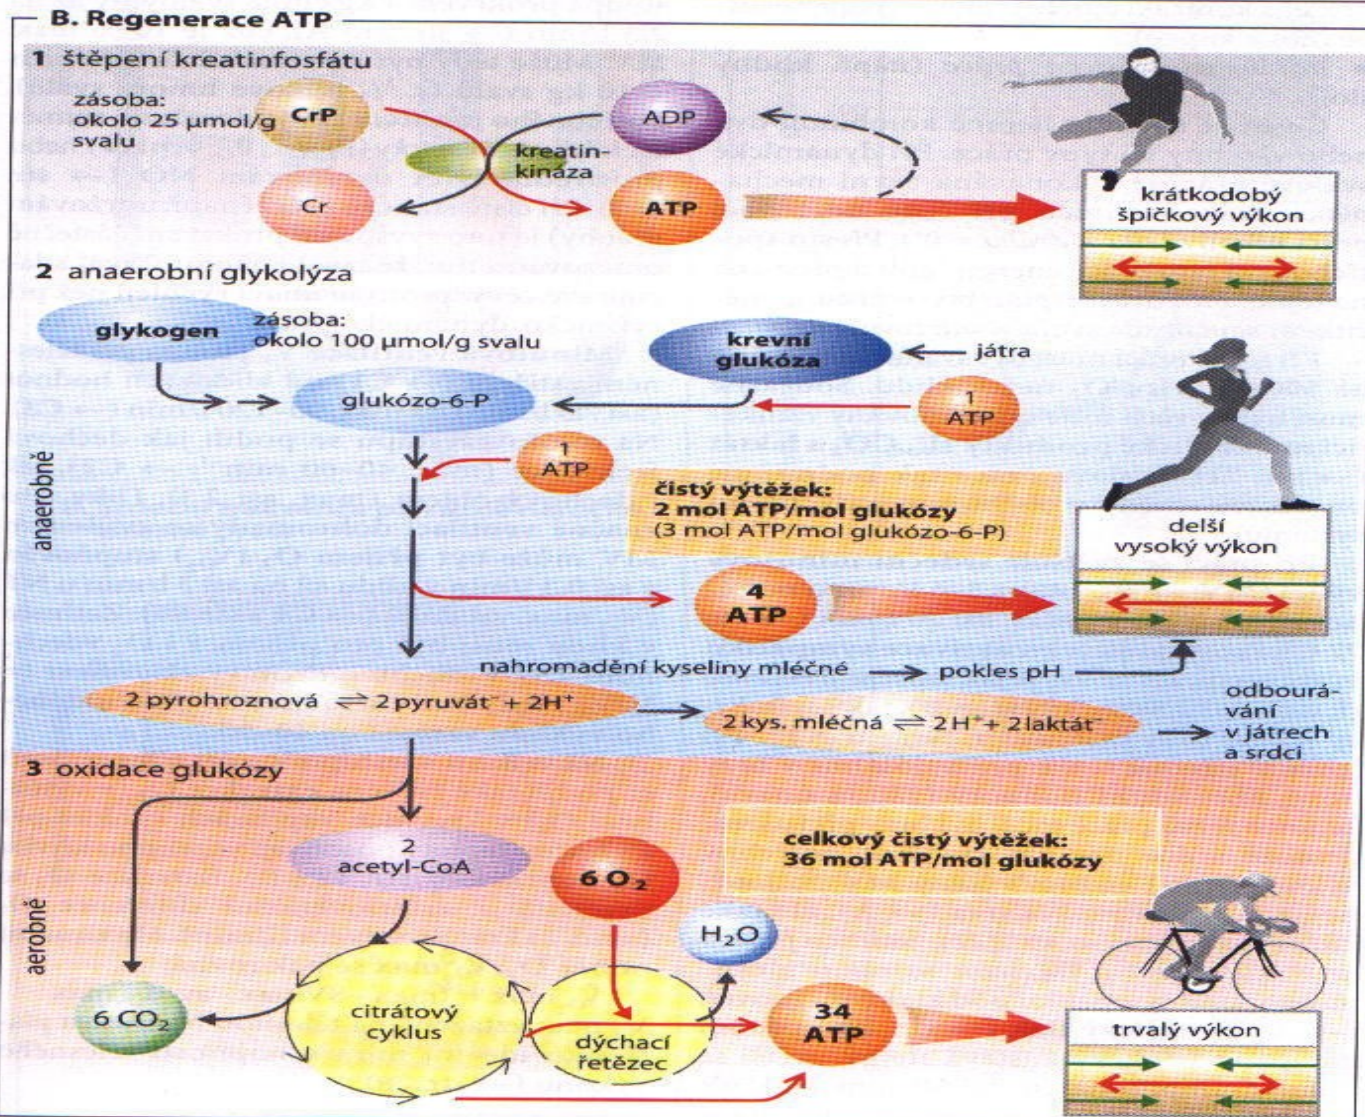 B. Regenerace ATP
1 štěpení kreatinfosfátu
zásoba:
okolo 25 µmol/g
svalu
CrP
ADP
kreatin-
kináza
Cr
ATP
krátkodobý
špičkový výkon
2 anaerobní glykolýza
glykogen
zásoba:
okolo 100 µmol/g svalu
krevní
glukóza
játra
glukózo-6-P
1
ATP
1
ATP
anaerobně
čistý výtěžek:
2 mol ATP/mol glukózy
(3 mol ATP/mol glukózo-6-P)
delší
vysoký výkon
4
ATP
nahromadění kyseliny mléčné → pokles pH
2 pyrohroznová ⇌ 2 pyruvát⁻ + 2H⁺
2 kys. mléčná ⇌ 2 H⁺ + 2 laktát⁻
odbourá-
vání
v játrech
a srdci
3 oxidace glukózy
2
acetyl-CoA
6 O₂
celkový čistý výtěžek:
36 mol ATP/mol glukózy
aerobně
H₂O
6 CO₂
citrátový
cyklus
dýchací
řetězec
34
ATP
trvalý výkon